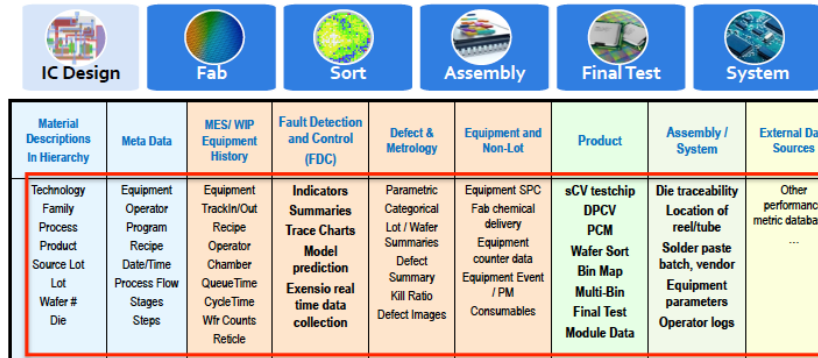 IC Design
Fab
Sort
Assembly
Final Test
System
Material
Descriptions
In Hierarchy
Meta Data
MES/ WIP
Equipment
History
Fault Detection
and Control
(FDC)
Defect &
Metrology
Equipment and
Non-Lot
Product
Assembly /
System
External Da
Sources
Technology
Family
Process
Product
Source Lot
Lot
Wafer #
Die
Equipment
Operator
Program
Recipe
Date/Time
Process Flow
Stages
Steps
Equipment
TrackIn/Out
Recipe
Operator
Chamber
QueueTime
CycleTime
Wfr Counts
Reticle
Indicators
Summaries
Trace Charts
Model
prediction
Exensio real
time data
collection
Parametric
Categorical
Lot / Wafer
Summaries
Defect
Summary
Kill Ratio
Defect Images
Equipment SPC
Fab chemical
delivery
Equipment
counter data
Equipment Event
/ PM
Consumables
sCV testchip
DPCV
PCM
Wafer Sort
Bin Map
Multi-Bin
Final Test
Module Data
Die traceability
Location of
reel/tube
Solder paste
batch, vendor
Equipment
parameters
Operator logs
Other
performanc
metric databa
...